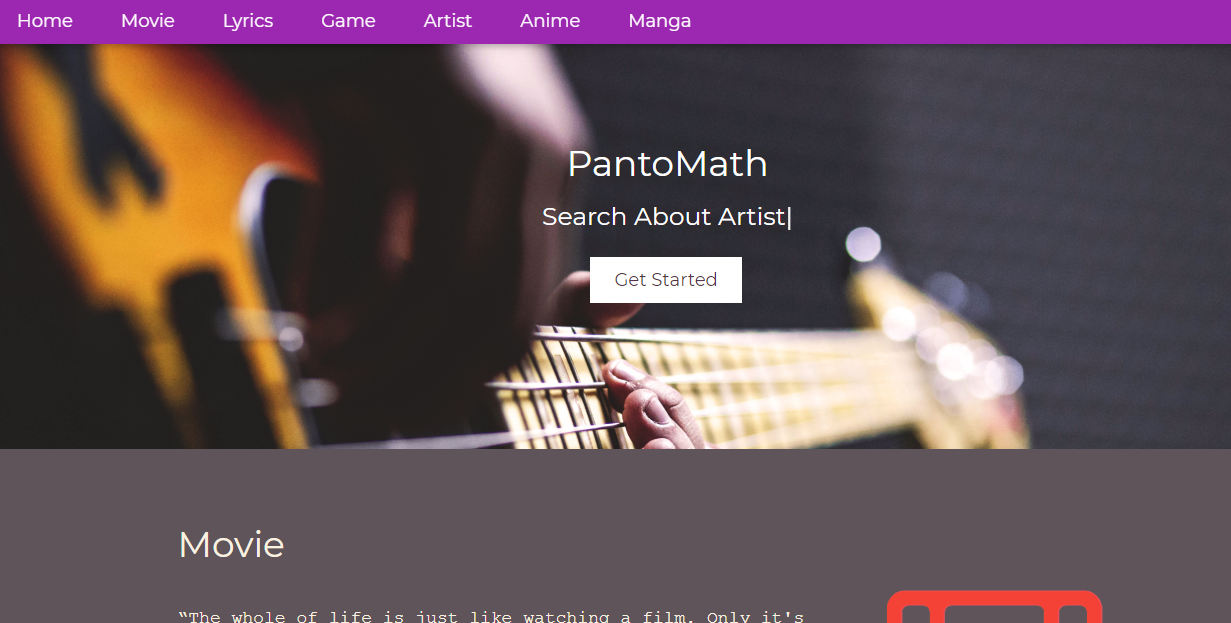 Home Movie Lyrics Game Artist Anime Manga
PantoMath
Search About Artist|
Get Started
Movie
“The whole of life is just like watching a film. Only it's